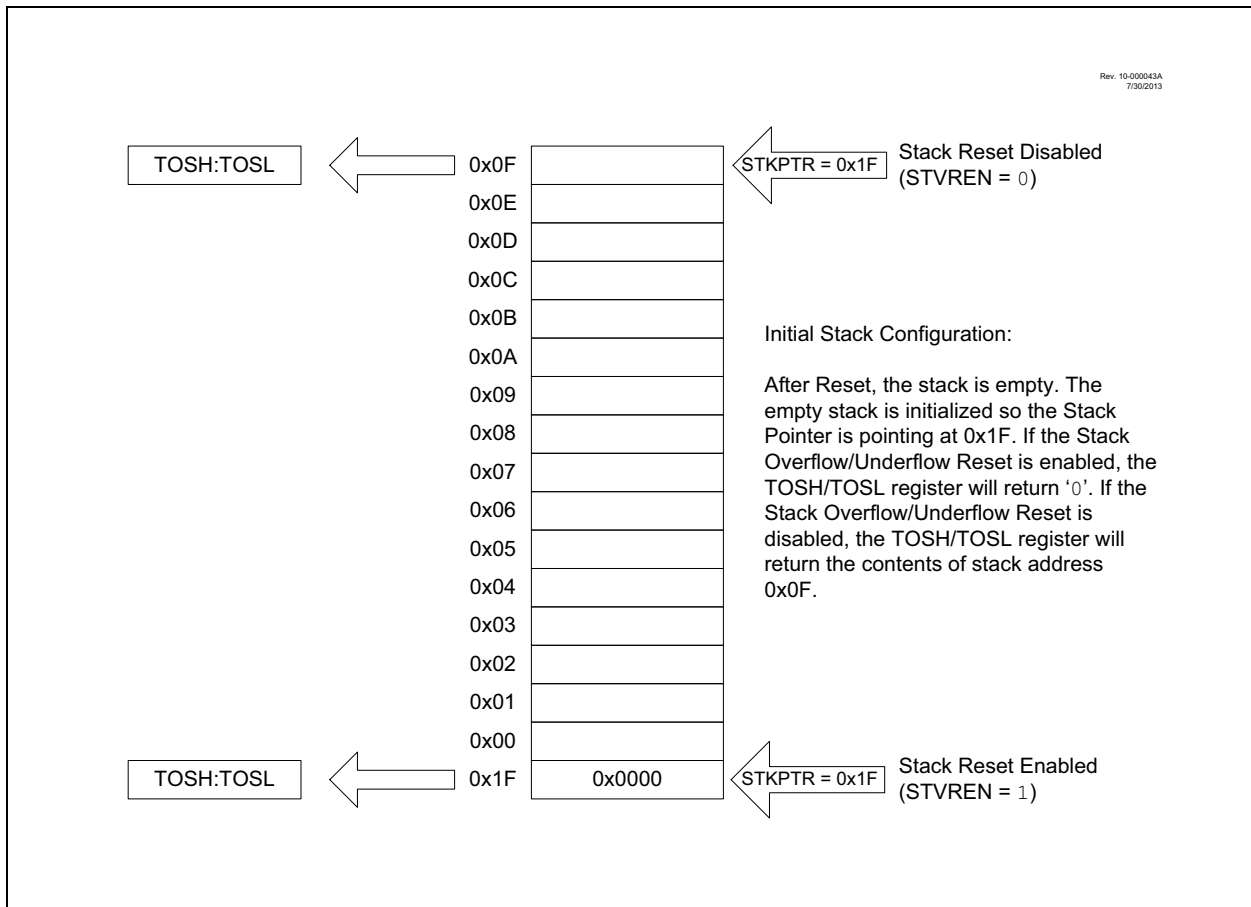 Rev. 10-000043A
7/30/2013
TOSH:TOSL
0x0F
STKPTR = 0x1F
Stack Reset Disabled
(STVREN = 0)
0x0E
0x0D
0x0C
0x0B
0x0A
0x09
0x08
0x07
0x06
0x05
0x04
0x03
0x02
0x01
0x00
Initial Stack Configuration:
After Reset, the stack is empty. The
empty stack is initialized so the Stack
Pointer is pointing at 0x1F. If the Stack
Overflow/Underflow Reset is enabled, the
TOSH/TOSL register will return ‘0’. If the
Stack Overflow/Underflow Reset is
disabled, the TOSH/TOSL register will
return the contents of stack address
0x0F.
TOSH:TOSL
0x1F
0x0000
STKPTR = 0x1F
Stack Reset Enabled
(STVREN = 1)